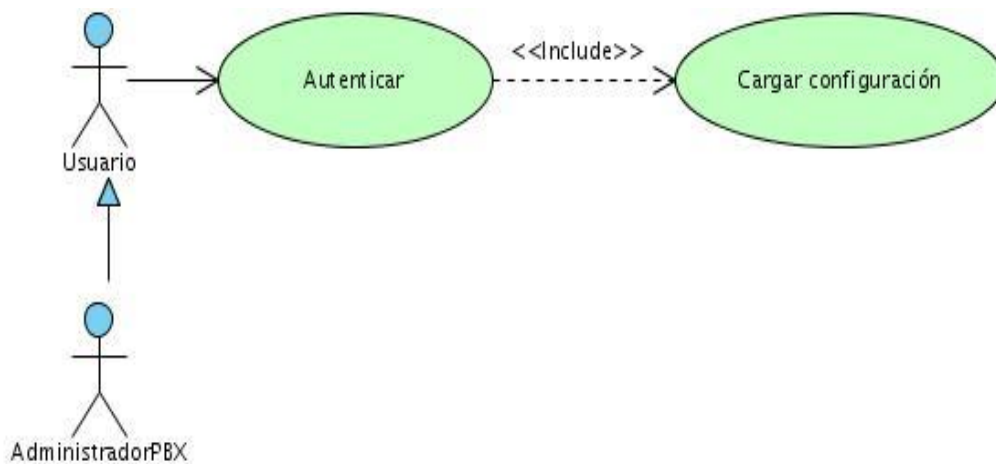 <<Include>>
Autenticar
Cargar configuración
Usuario
AdministradorPBX